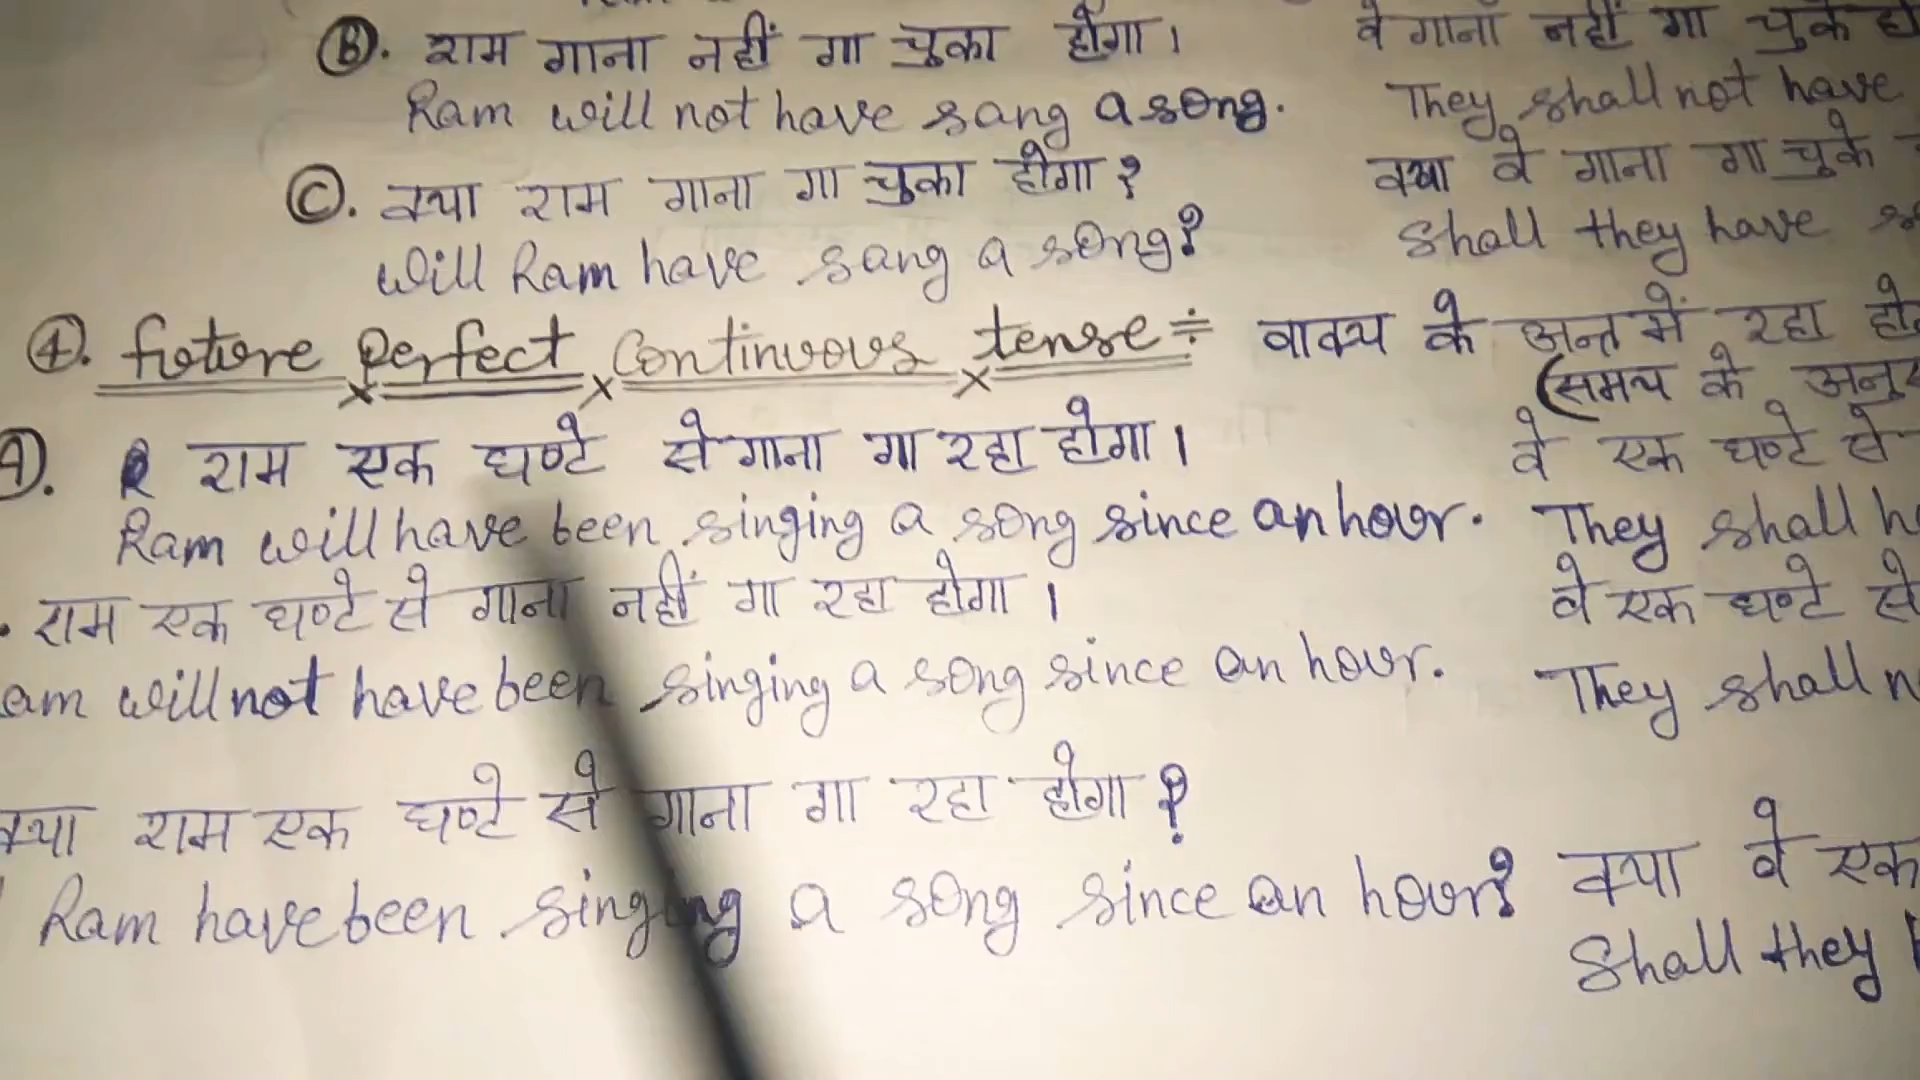 (B). राम गाना नहीं गा चुका होगा।
Ram will not have sang a song.
(C). क्या राम गाना गा चुका होगा?
Will Ram have sang a song?
वे गाना नहीं गा चुके
They shall not have
क्या वे गाना गा चुके
Shall they have
(4). future perfect continuous tense ÷ वाक्य के अन्त में रहा
(समय के
(A). राम एक घण्टे से गाना गा रहा होगा।
Ram will have been singing a song since an hour.
राम एक घण्टे से गाना नहीं गा रहा होगा।
am will not have been singing a song since an hour.
क्या राम एक घण्टे से गाना गा रहा होगा?
Ram have been singing a song since an hour?
वे एक घण्टे से
They shall
वे एक घण्टे से
They shall
क्या वे एक
Shall they